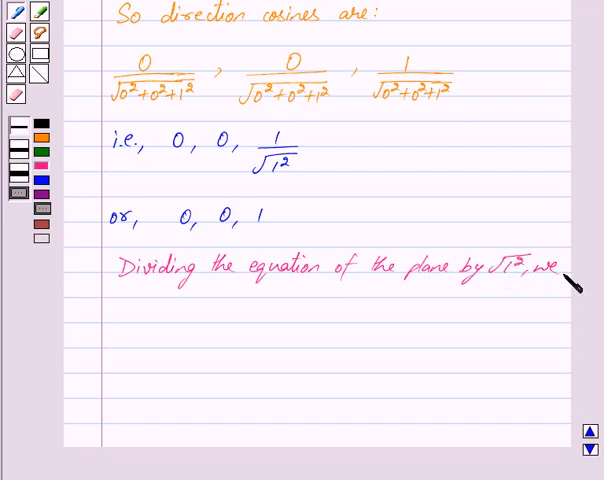 So direction cosines are:
0/√0²+0²+1² , 0/√0²+0²+1² , 1/√0²+0²+1²
i.e., 0, 0, 1/√1²
or, 0, 0, 1
Dividing the equation of the plane by √1², we